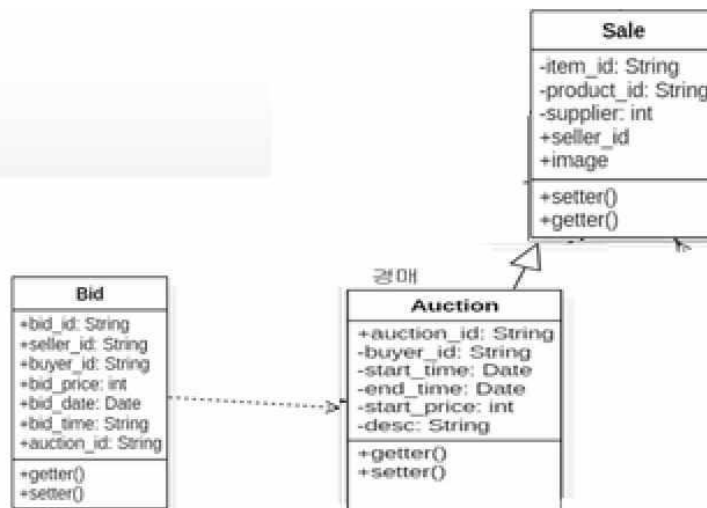 Sale
-item_id: String
-product_id: String
-supplier: int
+seller_id
+image
+setter()
+getter()
경매
Auction
+auction_id: String
-buyer_id: String
-start_time: Date
-end_time: Date
-start_price: int
-desc: String
+getter()
+setter()
Bid
+bid_id: String
+seller_id: String
+buyer_id: String
+bid_price: int
+bid_date: Date
+bid_time: String
+auction_id: String
+getter()
+setter()